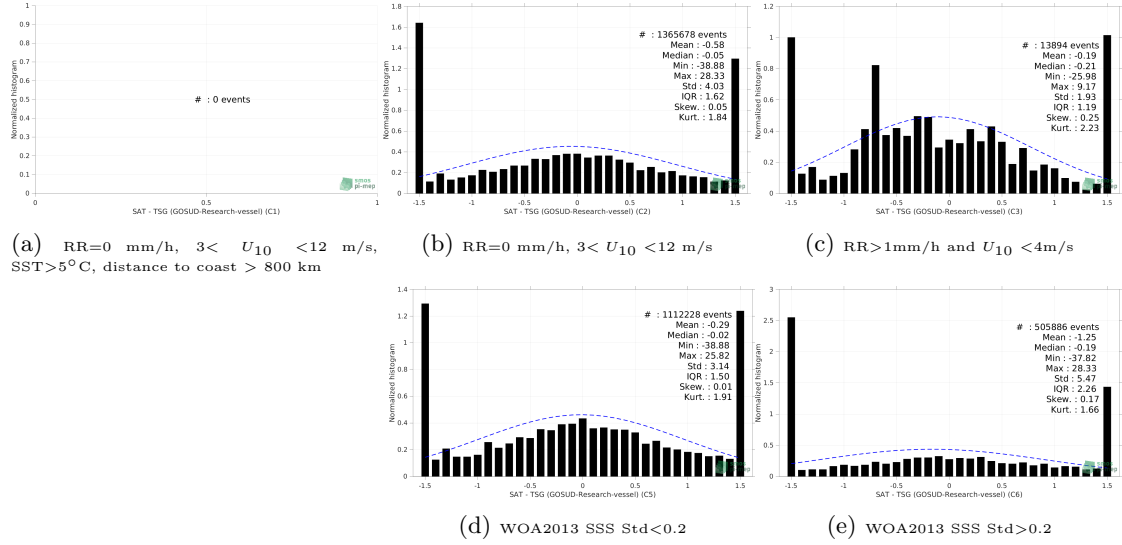 1
0.9
0.8
0.7
0.6
0.5
0.4
0.3
0.2
0.1
0
Normalized histogram
# : 0 events
smos
pi-mep
0
0.5
1
SAT - TSG (GOSUD-Research-vessel) (C1)
(a) RR=0 mm/h, 3< U10 <12 m/s,
SST>5°C, distance to coast > 800 km
1.8
1.6
1.4
1.2
1
0.8
0.6
0.4
0.2
0
Normalized histogram
# : 1365678 events
Mean : -0.58
Median : -0.05
Min : -38.88
Max : 28.33
Std : 4.03
IQR : 1.62
Skew. : 0.05
Kurt. : 1.84
smos
pi-mep
-1.5
-1
-0.5
0
0.5
1
1.5
SAT - TSG (GOSUD-Research-vessel) (C2)
(b) RR=0 mm/h, 3< U10 <12 m/s
1.2
1
0.8
0.6
0.4
0.2
0
Normalized histogram
# : 13894 events
Mean : -0.19
Median : -0.21
Min : -25.98
Max : 9.17
Std : 1.93
IQR : 1.19
Skew. : 0.25
Kurt. : 2.23
smos
pi-mep
-1.5
-1
-0.5
0
0.5
1
1.5
SAT - TSG (GOSUD-Research-vessel) (C3)
(c) RR>1mm/h and U10 <4m/s
1.4
1.2
1
0.8
0.6
0.4
0.2
0
Normalized histogram
# : 1112228 events
Mean : -0.29
Median : -0.02
Min : -38.88
Max : 25.82
Std : 3.14
IQR : 1.50
Skew. : 0.01
Kurt. : 1.91
smos
pi-mep
-1.5
-1
-0.5
0
0.5
1
1.5
SAT - TSG (GOSUD-Research-vessel) (C5)
(d) WOA2013 SSS Std<0.2
3
2.5
2
1.5
1
0.5
0
Normalized histogram
# : 505886 events
Mean : -1.25
Median : -0.19
Min : -37.82
Max : 28.33
Std : 5.47
IQR : 2.26
Skew. : 0.17
Kurt. : 1.66
smos
pi-mep
-1.5
-1
-0.5
0
0.5
1
1.5
SAT - TSG (GOSUD-Research-vessel) (C6)
(e) WOA2013 SSS Std>0.2